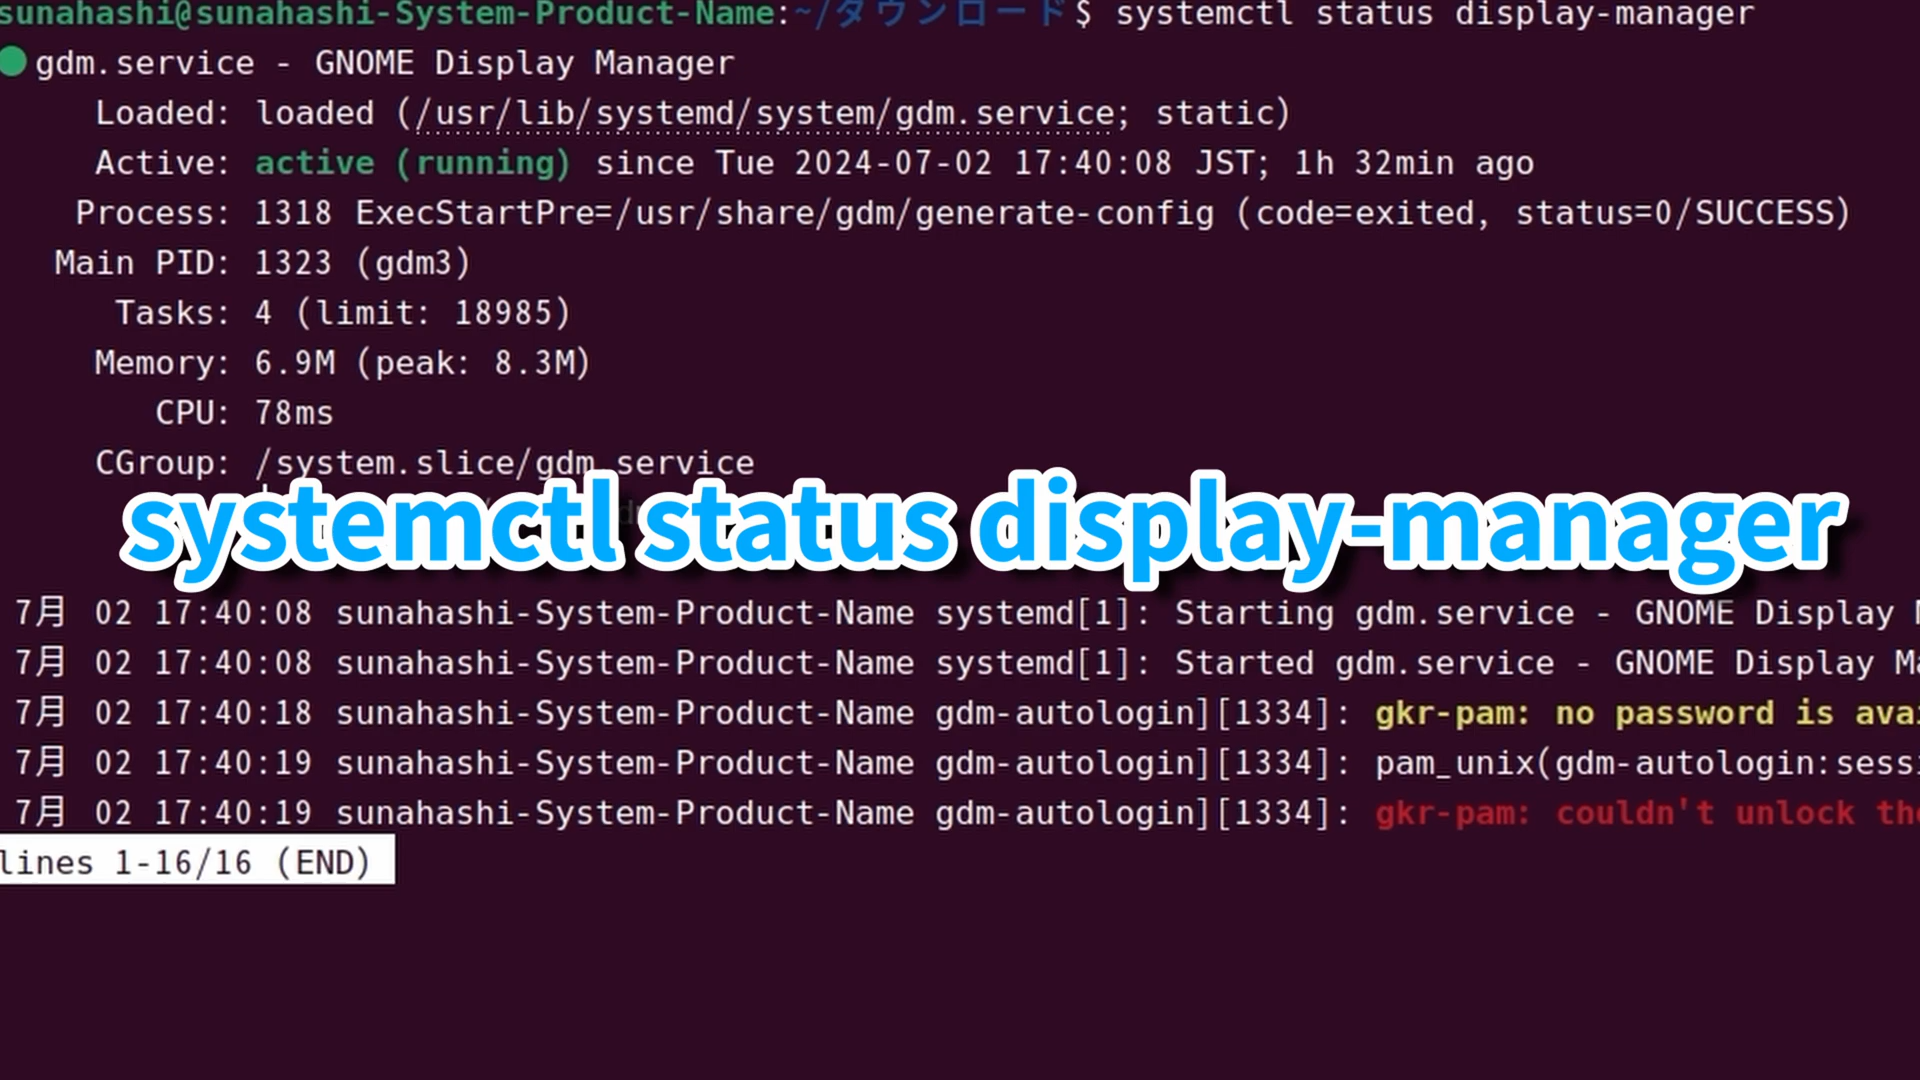 sunahashi@sunahashi-System-Product-Name:~/ダウンロード$ systemctl status display-manager
● gdm.service - GNOME Display Manager
Loaded: loaded (/usr/lib/systemd/system/gdm.service; static)
Active: active (running) since Tue 2024-07-02 17:40:08 JST; 1h 32min ago
Process: 1318 ExecStartPre=/usr/share/gdm/generate-config (code=exited, status=0/SUCCESS)
Main PID: 1323 (gdm3)
Tasks: 4 (limit: 18985)
Memory: 6.9M (peak: 8.3M)
CPU: 78ms
CGroup: /system.slice/gdm.service
systemctl status display-manager
7月 02 17:40:08 sunahashi-System-Product-Name systemd[1]: Starting gdm.service - GNOME Display
7月 02 17:40:08 sunahashi-System-Product-Name systemd[1]: Started gdm.service - GNOME Display Ma
7月 02 17:40:18 sunahashi-System-Product-Name gdm-autologin][1334]: gkr-pam: no password is avai
7月 02 17:40:19 sunahashi-System-Product-Name gdm-autologin][1334]: pam_unix(gdm-autologin:sessi
7月 02 17:40:19 sunahashi-System-Product-Name gdm-autologin][1334]: gkr-pam: couldn't unlock the
lines 1-16/16 (END)